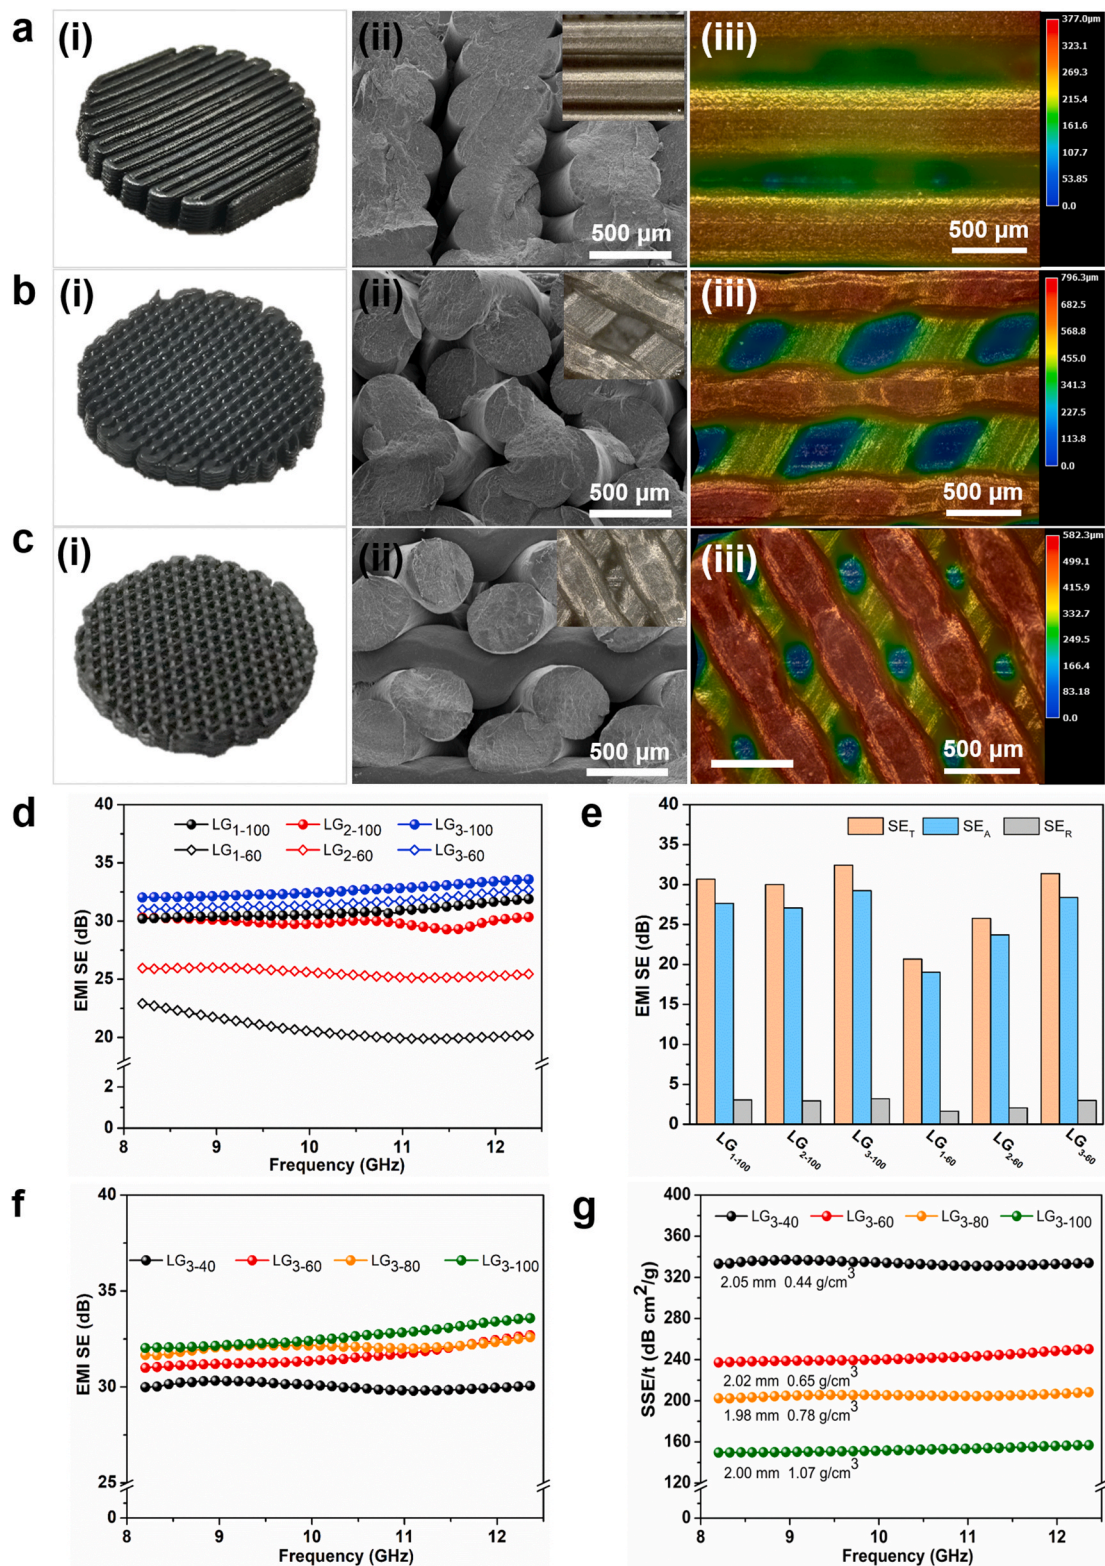 a (i) (ii) (iii) 377.0μm
323.1
269.3
215.4
161.6
107.7
53.85
0.0
500 μm 500 μm
b (i) (ii) (iii) 796.3μm
682.5
568.8
455.0
341.3
227.5
113.8
0.0
500 μm 500 μm
c (i) (ii) (iii) 582.3μm
499.1
415.9
332.7
249.5
166.4
83.18
0.0
500 μm 500 μm
d
40
35
30
25
20
2
0
EMI SE (dB)
LG1-100 LG2-100 LG3-100
LG1-60 LG2-60 LG3-60
8 9 10 11 12
Frequency (GHz)
e
40
35
30
25
20
15
10
5
0
EMI SE (dB)
SET SEA SER
LG1-100 LG2-100 LG3-100 LG1-60 LG2-60 LG3-60
f
40
35
30
25
0
EMI SE (dB)
LG3-40 LG3-60 LG3-80 LG3-100
8 9 10 11 12
Frequency (GHz)
g
400
360
320
280
240
200
160
120
0
SSE/t (dB cm2/g)
LG3-40 LG3-60 LG3-80 LG3-100
2.05 mm 0.44 g/cm3
2.02 mm 0.65 g/cm3
1.98 mm 0.78 g/cm3
2.00 mm 1.07 g/cm3
8 9 10 11 12
Frequency (GHz)